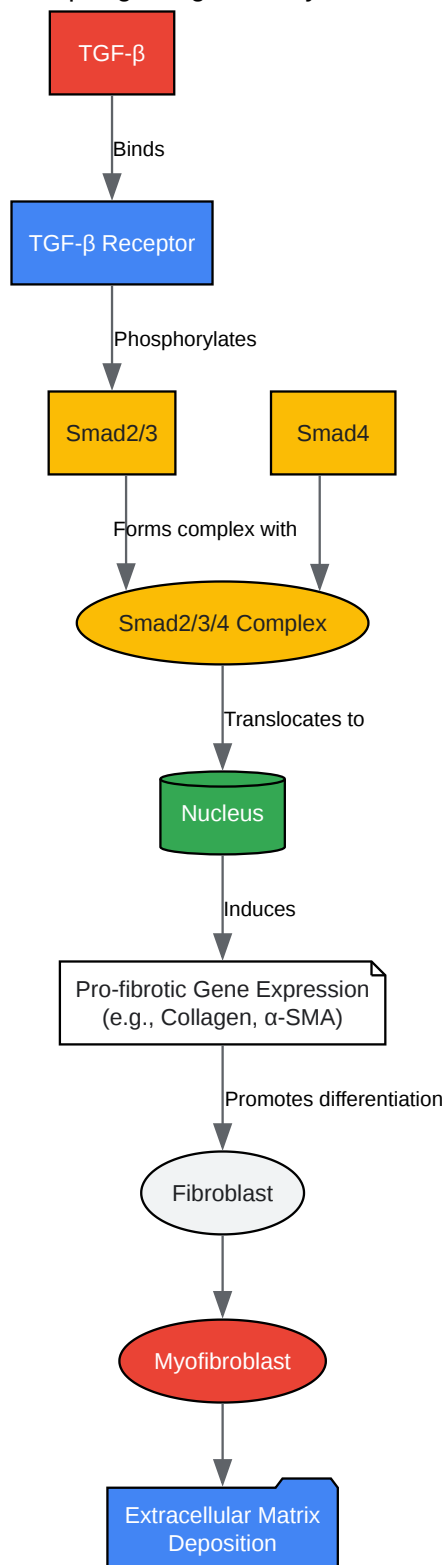 TGF-β
Binds
TGF-β Receptor
Phosphorylates
Smad2/3
Smad4
Forms complex with
Smad2/3/4 Complex
Translocates to
Nucleus
Induces
Pro-fibrotic Gene Expression
(e.g., Collagen, α-SMA)
Promotes differentiation
Fibroblast
Myofibroblast
Extracellular Matrix
Deposition